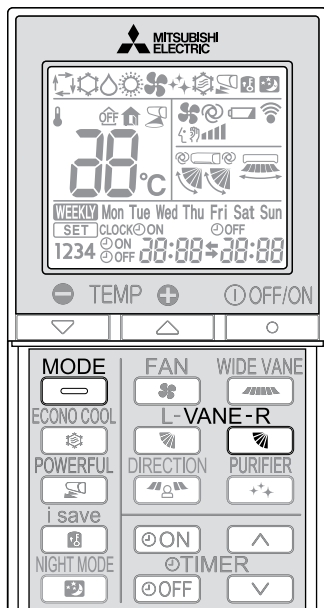 MITSUBISHI
ELECTRIC
OFF
88°C
WEEKLY Mon Tue Wed Thu Fri Sat Sun
SET CLOCK ON OFF
1234 ON OFF 88:88 88:88
TEMP OFF/ON
MODE FAN WIDE VANE
ECONO COOL L-VANE-R
POWERFUL DIRECTION PURIFIER
i save
ON
NIGHT MODE TIMER
OFF